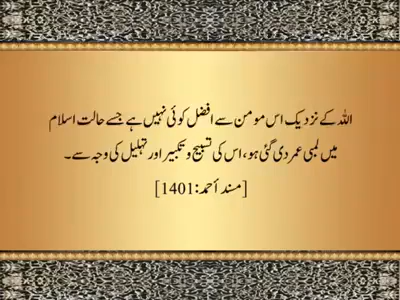 اللہ کے نزدیک اس مومن سے افضل کوئی نہیں ہے جسے حالت اسلام
میں لمبی عمر دی گئی ہو، اس کی تسبیح و تکبیر اور تہلیل کی وجہ سے۔
[مسند أحمد: 1401]